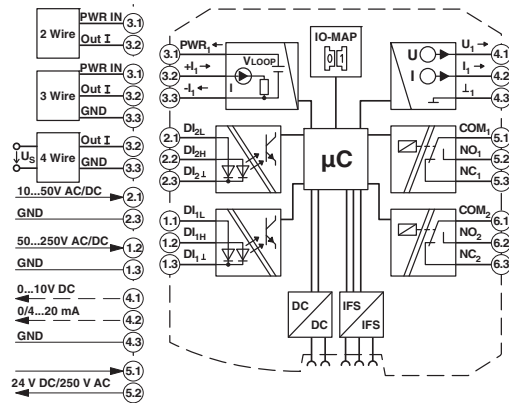 2 Wire
PWR IN
3.1
Out I
3.2
3 Wire
PWR IN
3.1
Out I
3.2
GND
3.3
US
4 Wire
Out I
3.2
GND
3.3
10...50V AC/DC
2.1
GND
2.3
50...250V AC/DC
1.2
GND
1.3
0...10V DC
4.1
0/4...20 mA
4.2
GND
4.3
5.1
24 V DC/250 V AC
5.2
3.1 PWR1
3.2 +I1
3.3 -I1
VLOOP
I
IO-MAP
0 1
U
I
U1 4.1
I1 4.2
⊥1 4.3
2.1 DI2L
2.2 DI2H
2.3 DI2⊥
µC
COM1 5.1
NO1 5.2
NC1 5.3
1.1 DI1L
1.2 DI1H
1.3 DI1⊥
COM2 6.1
NO2 6.2
NC2 6.3
DC
DC
IFS
IFS